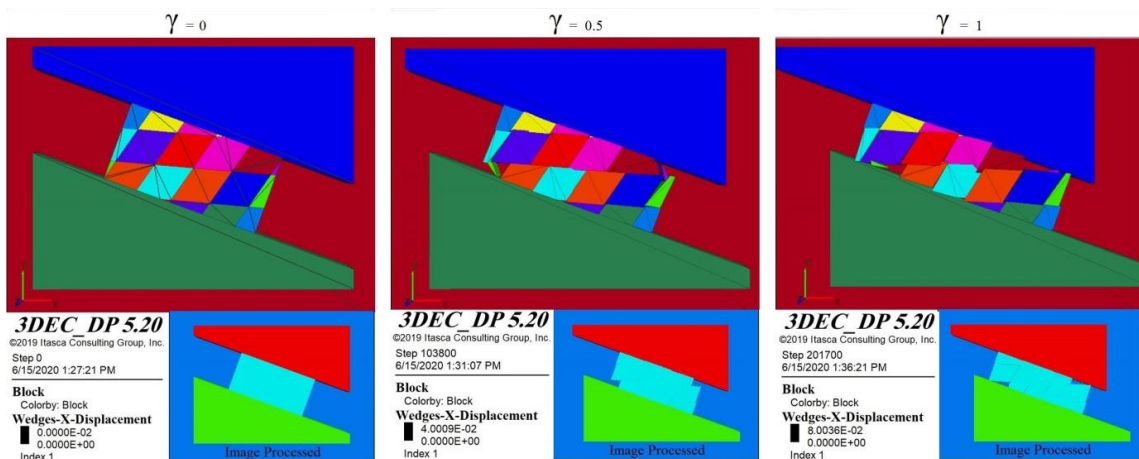 γ = 0
3DEC_DP 5.20
©2019 Itasca Consulting Group, Inc.
Step 0
6/15/2020 1:27:21 PM
Block
Colorby: Block
Wedges-X-Displacement
0.0000E-02
0.0000E+00
Index 1
Image Processed
γ = 0.5
3DEC_DP 5.20
©2019 Itasca Consulting Group, Inc.
Step 103800
6/15/2020 1:31:07 PM
Block
Colorby: Block
Wedges-X-Displacement
4.0009E-02
0.0000E+00
Index 1
Image Processed
γ = 1
3DEC_DP 5.20
©2019 Itasca Consulting Group, Inc.
Step 201700
6/15/2020 1:36:21 PM
Block
Colorby: Block
Wedges-X-Displacement
8.0036E-02
0.0000E+00
Index 1
Image Processed